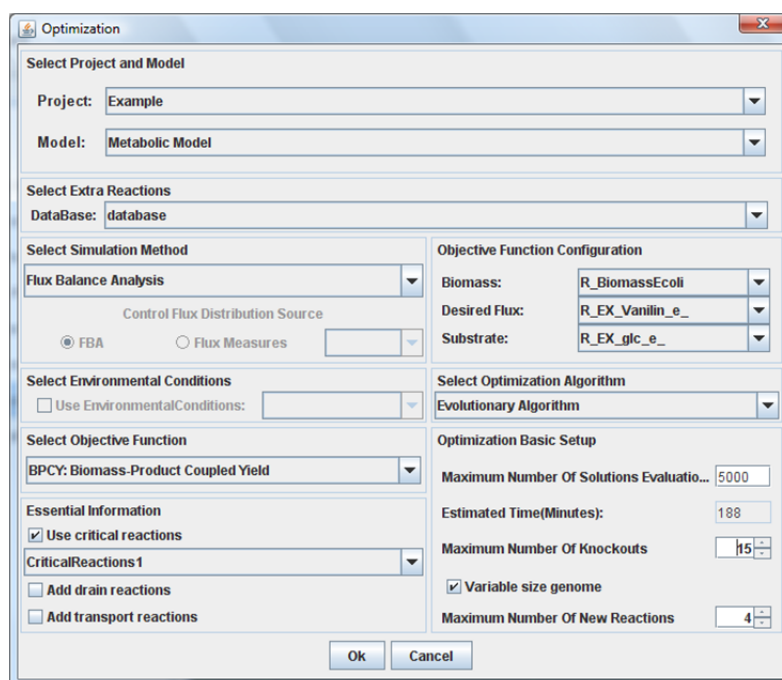 Optimization
Select Project and Model
Project: Example
Model: Metabolic Model
Select Extra Reactions
DataBase: database
Select Simulation Method
Flux Balance Analysis
Control Flux Distribution Source
FBA Flux Measures
Objective Function Configuration
Biomass: R_BiomassEcoli
Desired Flux: R_EX_Vanilin_e_
Substrate: R_EX_glc_e_
Select Environmental Conditions
Use EnvironmentalConditions:
Select Optimization Algorithm
Evolutionary Algorithm
Select Objective Function
BPCY: Biomass-Product Coupled Yield
Essential Information
Use critical reactions
CriticalReactions1
Add drain reactions
Add transport reactions
Optimization Basic Setup
Maximum Number Of Solutions Evaluatio... 5000
Estimated Time(Minutes): 188
Maximum Number Of Knockouts 15
Variable size genome
Maximum Number Of New Reactions 4
Ok Cancel